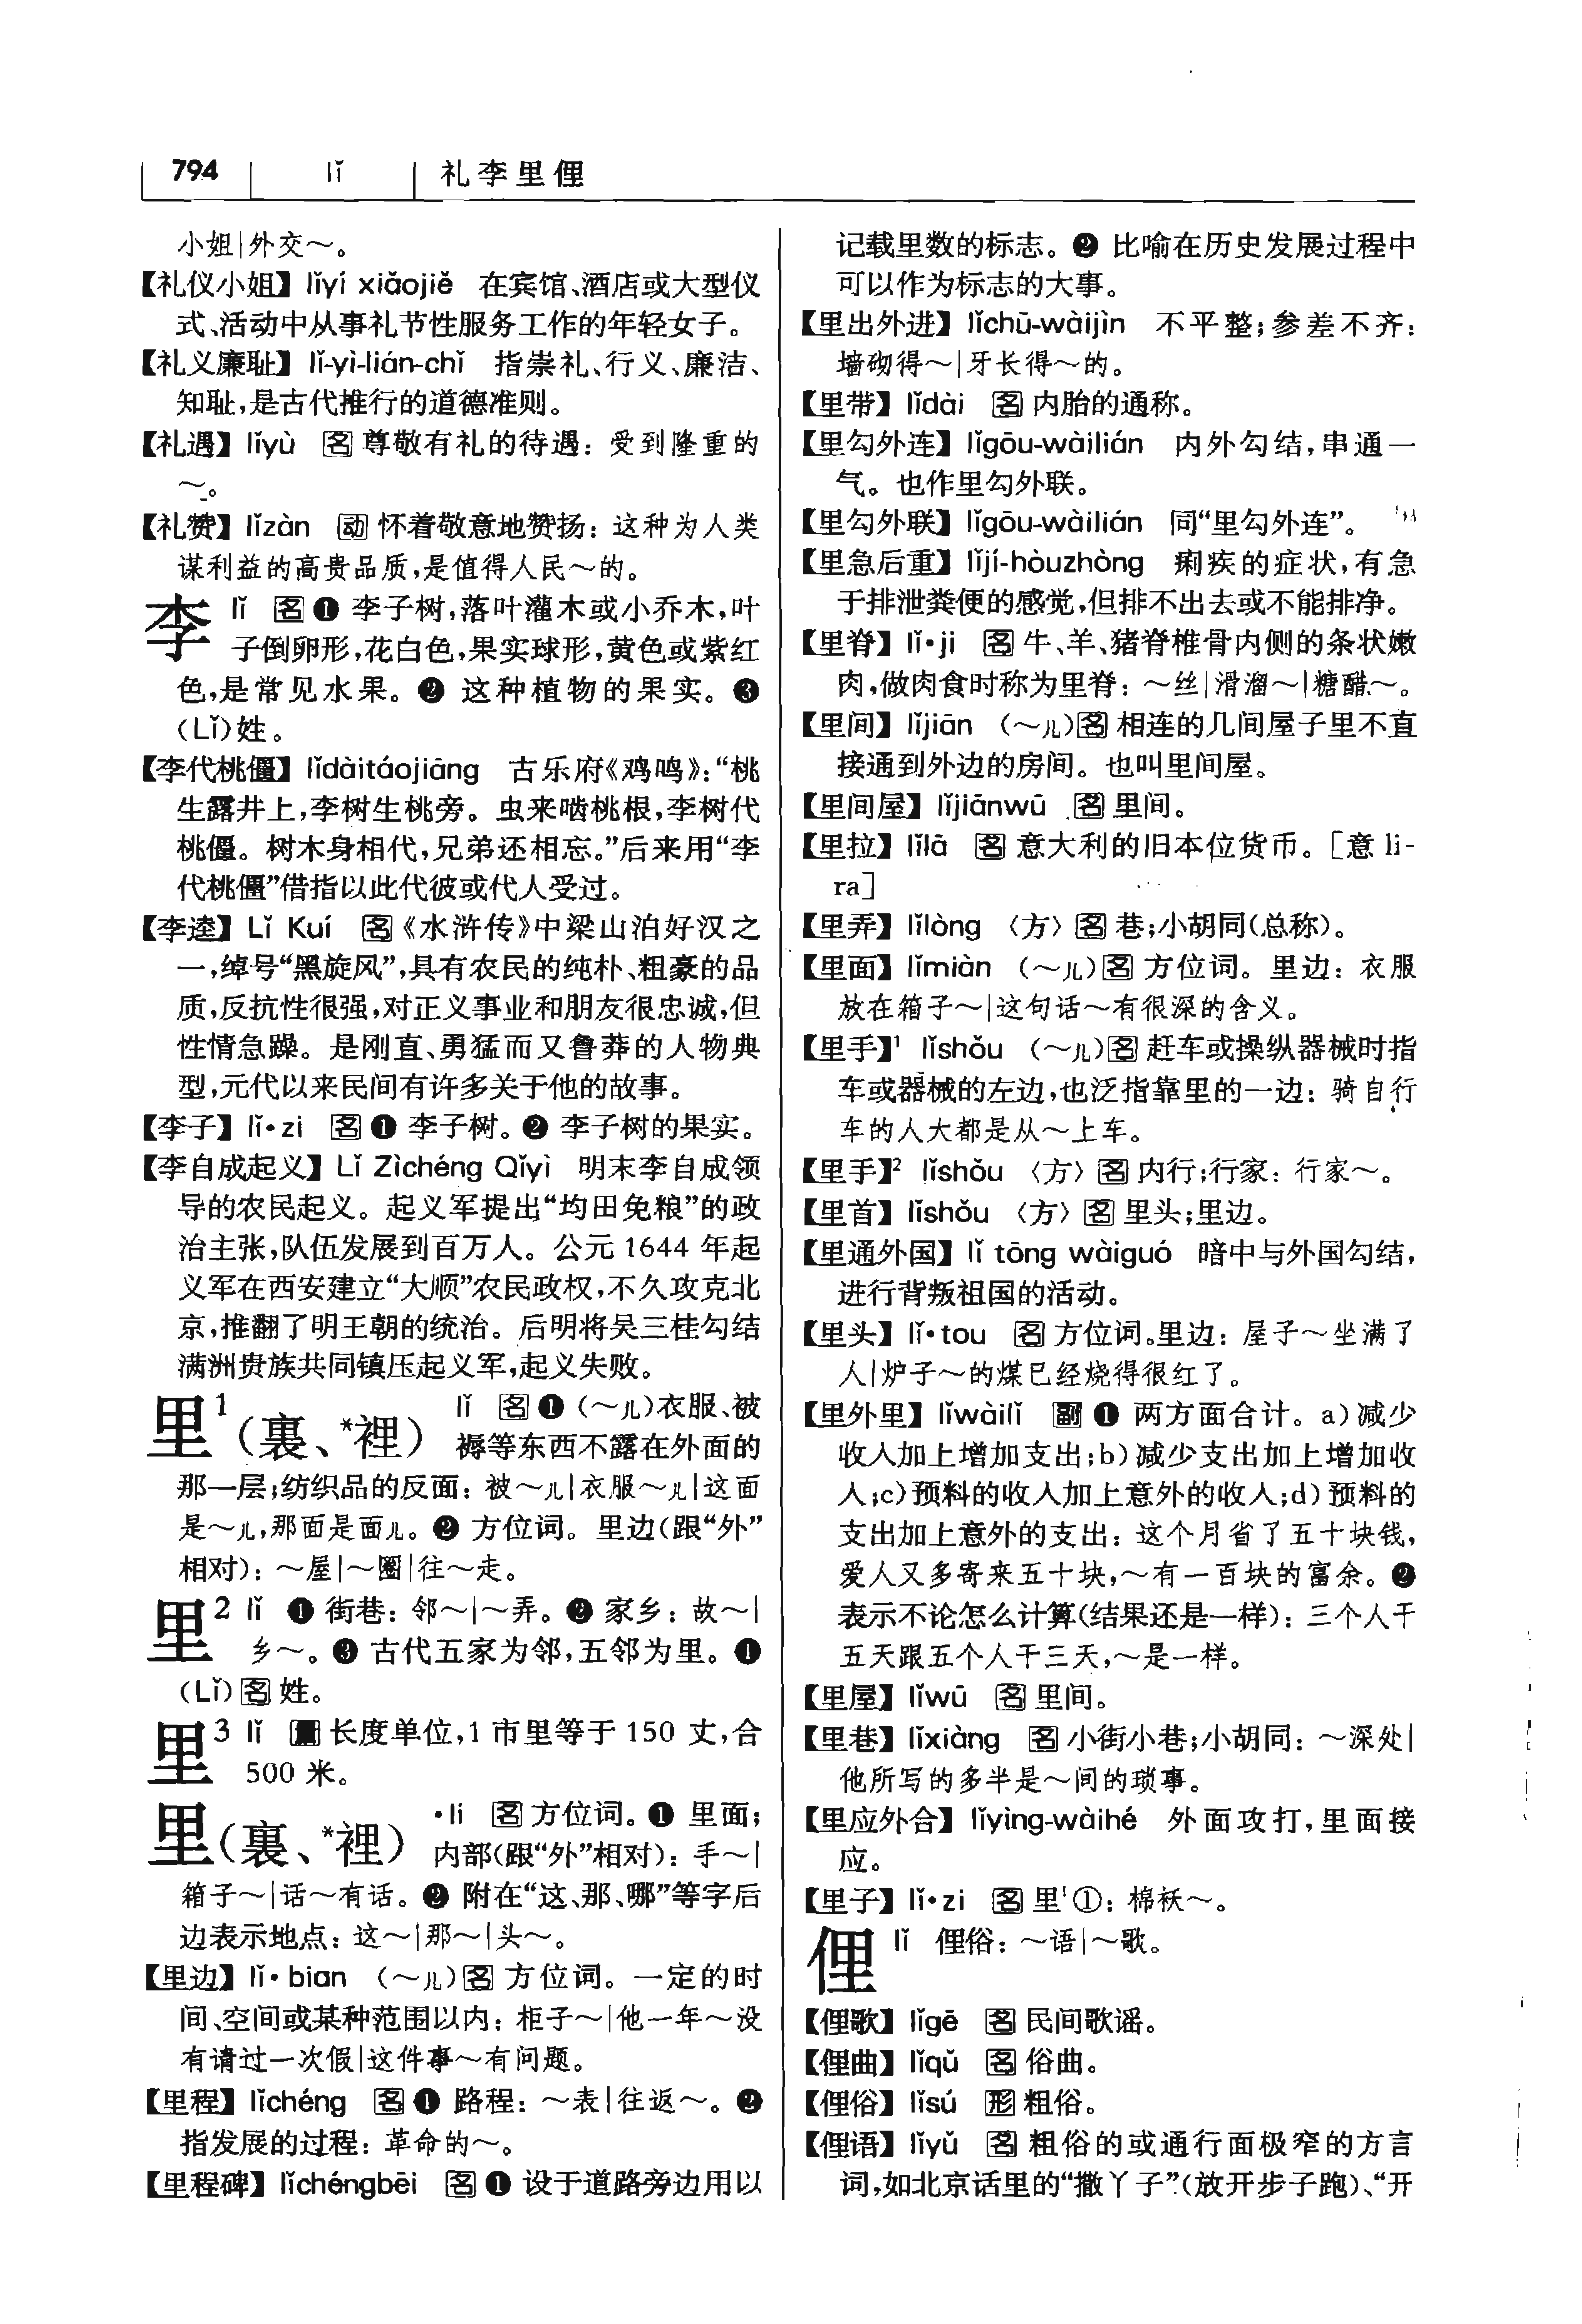 794 lǐ 礼李里俚
小姐|外交～。
【礼仪小姐】lǐyí xiǎojiě 在宾馆、酒店或大型仪
式、活动中从事礼节性服务工作的年轻女子。
【礼义廉耻】lǐ-yì-lián-chǐ 指崇礼、行义、廉洁、
知耻,是古代推行的道德准则。
【礼遇】lǐyù 名 尊敬有礼的待遇：受到隆重的
～。
【礼赞】lǐzàn 动 怀着敬意地赞扬：这种为人类
谋利益的高贵品质,是值得人民～的。
李 lǐ 名 ❶ 李子树,落叶灌木或小乔木,叶
子倒卵形,花白色,果实球形,黄色或紫红
色,是常见水果。❷ 这种植物的果实。❸
(Lǐ)姓。
【李代桃僵】lǐdàitáojiāng 古乐府《鸡鸣》：“桃
生露井上,李树生桃旁。虫来啮桃根,李树代
桃僵。树木身相代,兄弟还相忘。”后来用“李
代桃僵”借指以此代彼或代人受过。
【李逵】Lǐ Kuí 名《水浒传》中梁山泊好汉之
一,绰号“黑旋风”,具有农民的纯朴、粗豪的品
质,反抗性很强,对正义事业和朋友很忠诚,但
性情急躁。是刚直、勇猛而又鲁莽的人物典
型,元代以来民间有许多关于他的故事。
【李子】lǐ•zi 名 ❶ 李子树。❷ 李子树的果实。
【李自成起义】Lǐ Zìchéng Qǐyì 明末李自成领
导的农民起义。起义军提出“均田免粮”的政
治主张,队伍发展到百万人。公元 1644 年起
义军在西安建立“大顺”农民政权,不久攻克北
京,推翻了明王朝的统治。后明将吴三桂勾结
满洲贵族共同镇压起义军,起义失败。
里¹(裏、*裡) lǐ 名 ❶ (～儿)衣服、被
褥等东西不露在外面的
那一层;纺织品的反面：被～儿|衣服～儿|这面
是～儿,那面是面儿。❷ 方位词。里边(跟“外”
相对)：～屋|～圈|往～走。
里² lǐ ❶ 街巷：邻～|～弄。❷ 家乡：故～|
乡～。❸ 古代五家为邻,五邻为里。❶
(Lǐ)名 姓。
里³ lǐ 量 长度单位,1 市里等于 150 丈,合
500 米。
里(裏、*裡) •li 名 方位词。❶ 里面;
内部(跟“外”相对)：手～|
箱子～|话～有话。❷ 附在“这、那、哪”等字后
边表示地点：这～|那～|头～。
【里边】lǐ•bian (～儿)名 方位词。一定的时
间、空间或某种范围以内：柜子～|他一年～没
有请过一次假|这件事～有问题。
【里程】lǐchéng 名 ❶ 路程：～表|往返～。❷
指发展的过程：革命的～。
【里程碑】lǐchéngbēi 名 ❶ 设于道路旁边用以
记载里数的标志。❷ 比喻在历史发展过程中
可以作为标志的大事。
【里出外进】lǐchū-wàijìn 不平整;参差不齐：
墙砌得～|牙长得～的。
【里带】lǐdài 名 内胎的通称。
【里勾外连】lǐgōu-wàilián 内外勾结,串通一
气。也作里勾外联。
【里勾外联】lǐgōu-wàilián 同“里勾外连”。
【里急后重】lǐjí-hòuzhòng 痢疾的症状,有急
于排泄粪便的感觉,但排不出去或不能排净。
【里脊】lǐ•ji 名 牛、羊、猪脊椎骨内侧的条状嫩
肉,做肉食时称为里脊：～丝|滑溜～|糖醋～。
【里间】lǐjiān (～儿)名 相连的几间屋子里不直
接通到外边的房间。也叫里间屋。
【里间屋】lǐjiānwū 名 里间。
【里拉】lǐlā 名 意大利的旧本位货币。[意 li-
ra]
【里弄】lǐlòng 〈方〉名 巷;小胡同(总称)。
【里面】lǐmiàn (～儿)名 方位词。里边：衣服
放在箱子～|这句话～有很深的含义。
【里手】¹ lǐshǒu (～儿)名 赶车或操纵器械时指
车或器械的左边,也泛指靠里的一边：骑自行
车的人大都是从～上车。
【里手】² lǐshǒu 〈方〉名 内行;行家：行家～。
【里首】lǐshǒu 〈方〉名 里头;里边。
【里通外国】lǐ tōng wàiguó 暗中与外国勾结,
进行背叛祖国的活动。
【里头】lǐ•tou 名 方位词。里边：屋子～坐满了
人|炉子～的煤已经烧得很红了。
【里外里】lǐwàilǐ 副 ❶ 两方面合计。a)减少
收入加上增加支出;b)减少支出加上增加收
入;c)预料的收入加上意外的收入;d)预料的
支出加上意外的支出：这个月省了五十块钱,
爱人又多寄来五十块,～有一百块的富余。❷
表示不论怎么计算(结果还是一样)：三个人干
五天跟五个人干三天,～是一样。
【里屋】lǐwū 名 里间。
【里巷】lǐxiàng 名 小街小巷;小胡同：～深处|
他所写的多半是～间的琐事。
【里应外合】lǐyìng-wàihé 外面攻打,里面接
应。
【里子】lǐ•zi 名 里¹①：棉袄～。
俚 lǐ 俚俗：～语|～歌。
【俚歌】lǐgē 名 民间歌谣。
【俚曲】lǐqǔ 名 俗曲。
【俚俗】lǐsú 形 粗俗。
【俚语】lǐyǔ 名 粗俗的或通行面极窄的方言
词,如北京话里的“撒丫子”(放开步子跑)、“开